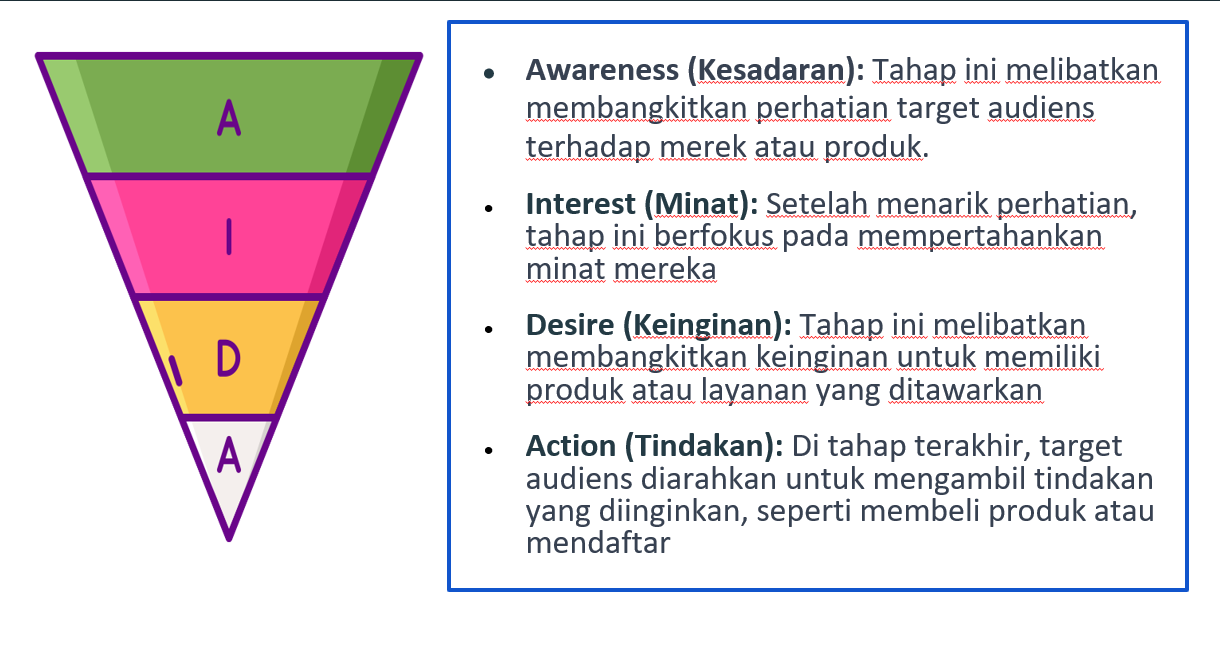 A
I
D
A
• Awareness (Kesadaran): Tahap ini melibatkan
membangkitkan perhatian target audiens
terhadap merek atau produk.
• Interest (Minat): Setelah menarik perhatian,
tahap ini berfokus pada mempertahankan
minat mereka
• Desire (Keinginan): Tahap ini melibatkan
membangkitkan keinginan untuk memiliki
produk atau layanan yang ditawarkan
• Action (Tindakan): Di tahap terakhir, target
audiens diarahkan untuk mengambil tindakan
yang diinginkan, seperti membeli produk atau
mendaftar